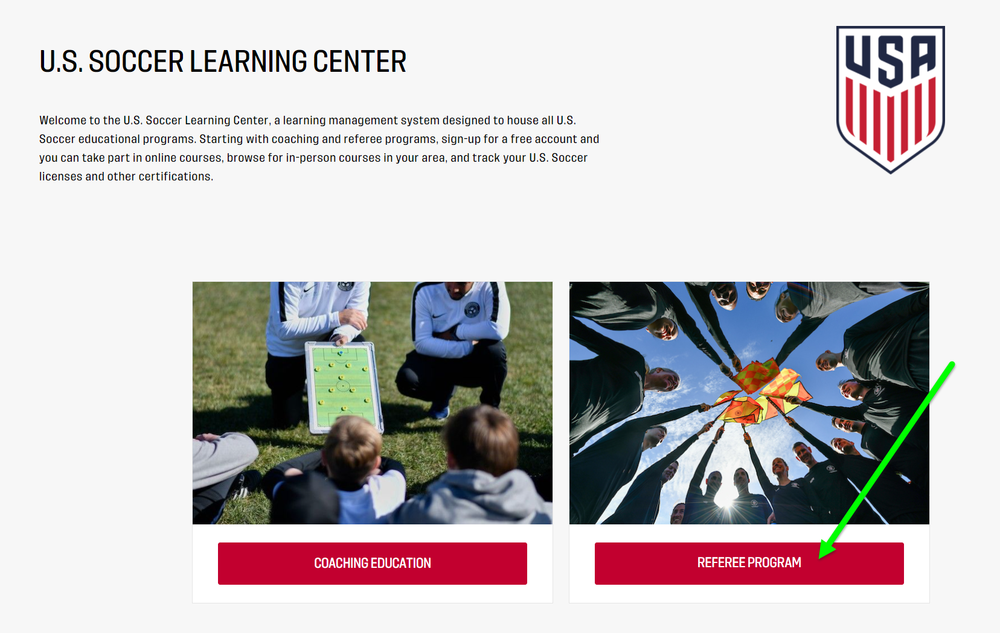 U.S. SOCCER LEARNING CENTER
USA
Welcome to the U.S. Soccer Learning Center, a learning management system designed to house all U.S.
Soccer educational programs. Starting with coaching and referee programs, sign-up for a free account and
you can take part in online courses, browse for in-person courses in your area, and track your U.S. Soccer
licenses and other certifications.
COACHING EDUCATION
REFEREE PROGRAM